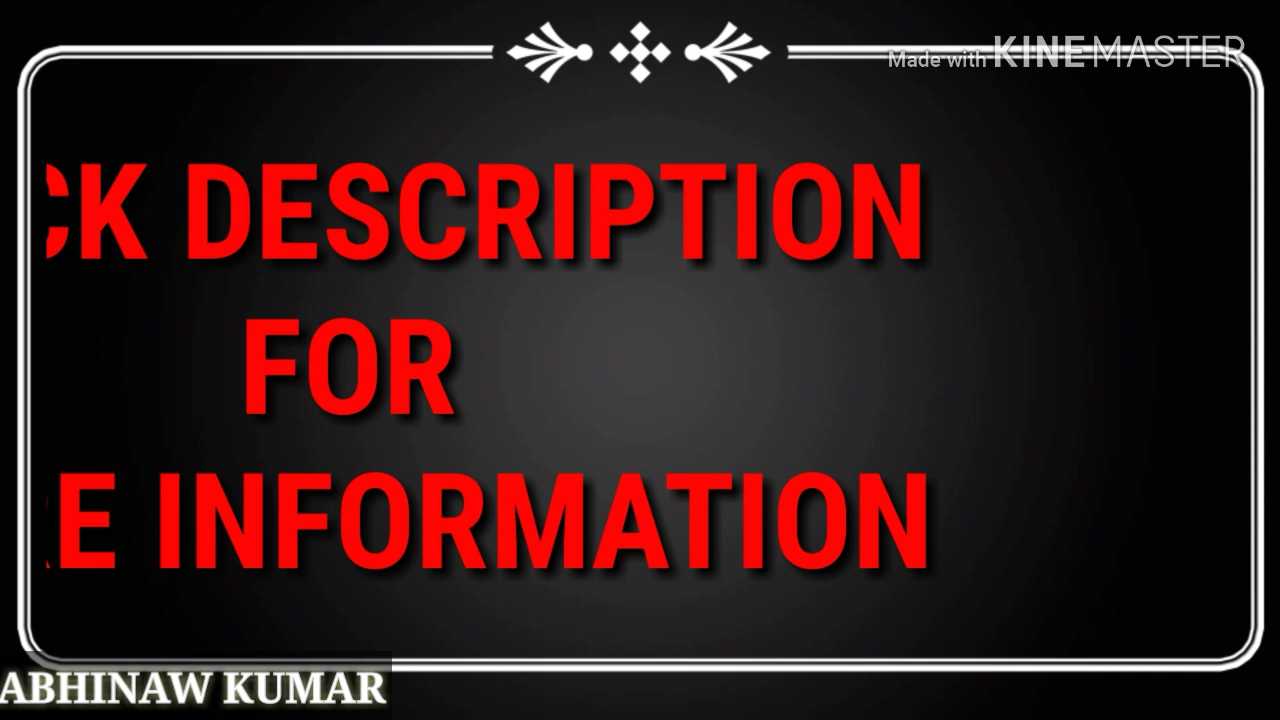 Made with KINEMASTER
CK DESCRIPTION
FOR
E INFORMATION
ABHINAW KUMAR